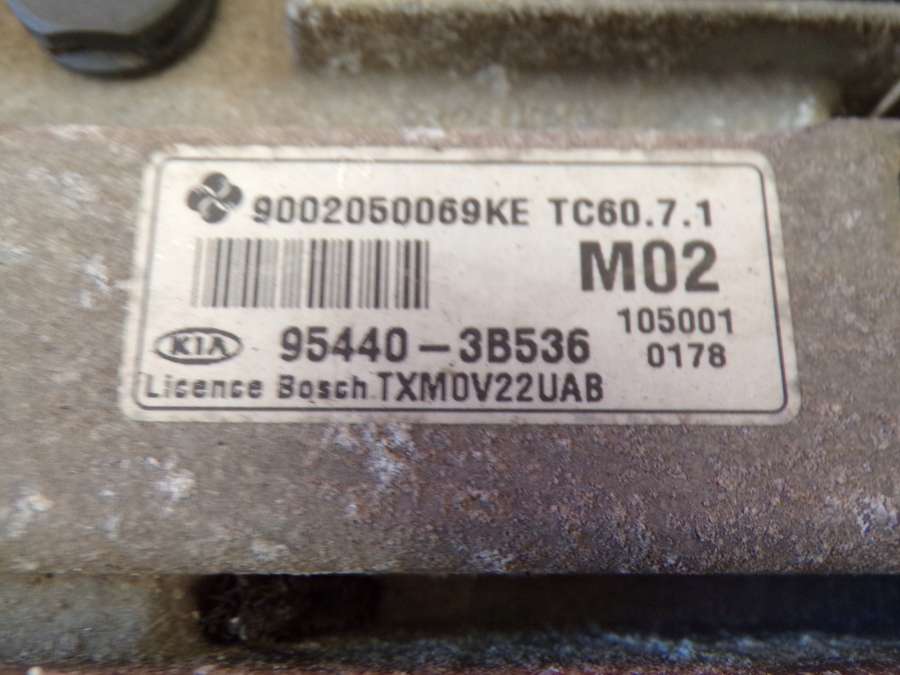 9002050069KE TC60.7.1
M02
105001
KIA 95440-3B536 0178
Licence Bosch TXM0V22UAB